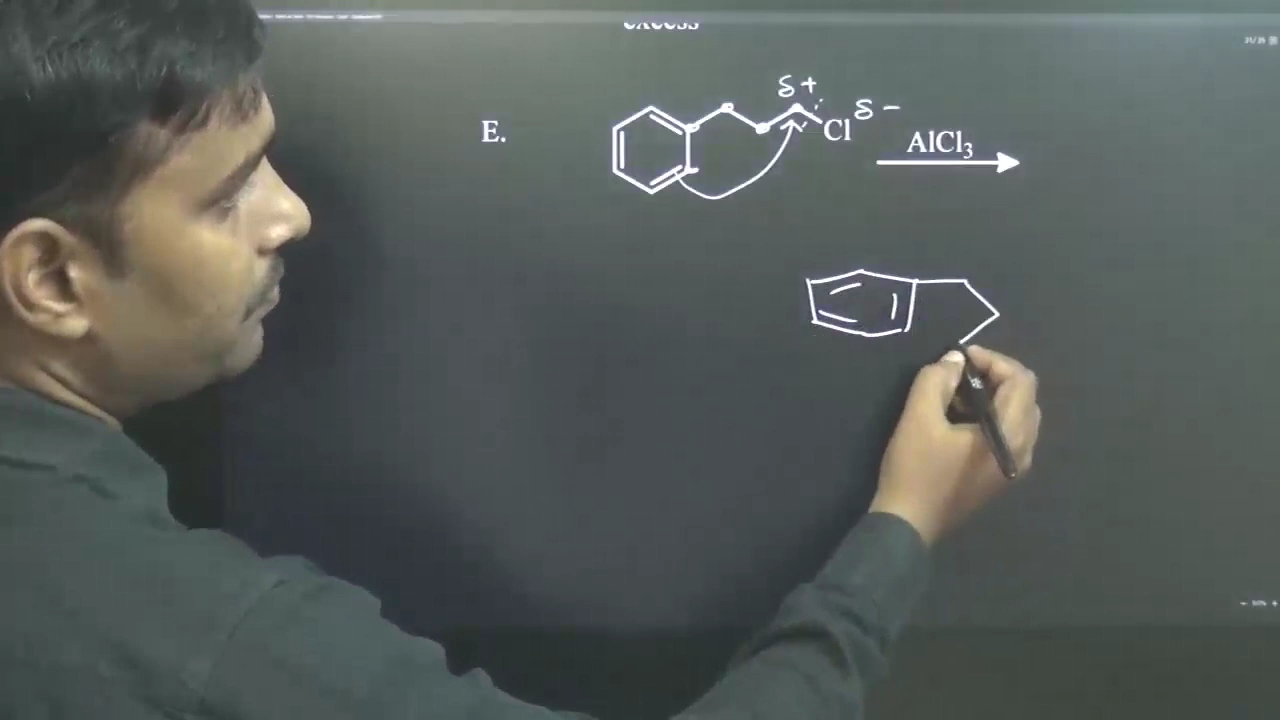 excess
δ+
δ−
E.
Cl
AlCl₃